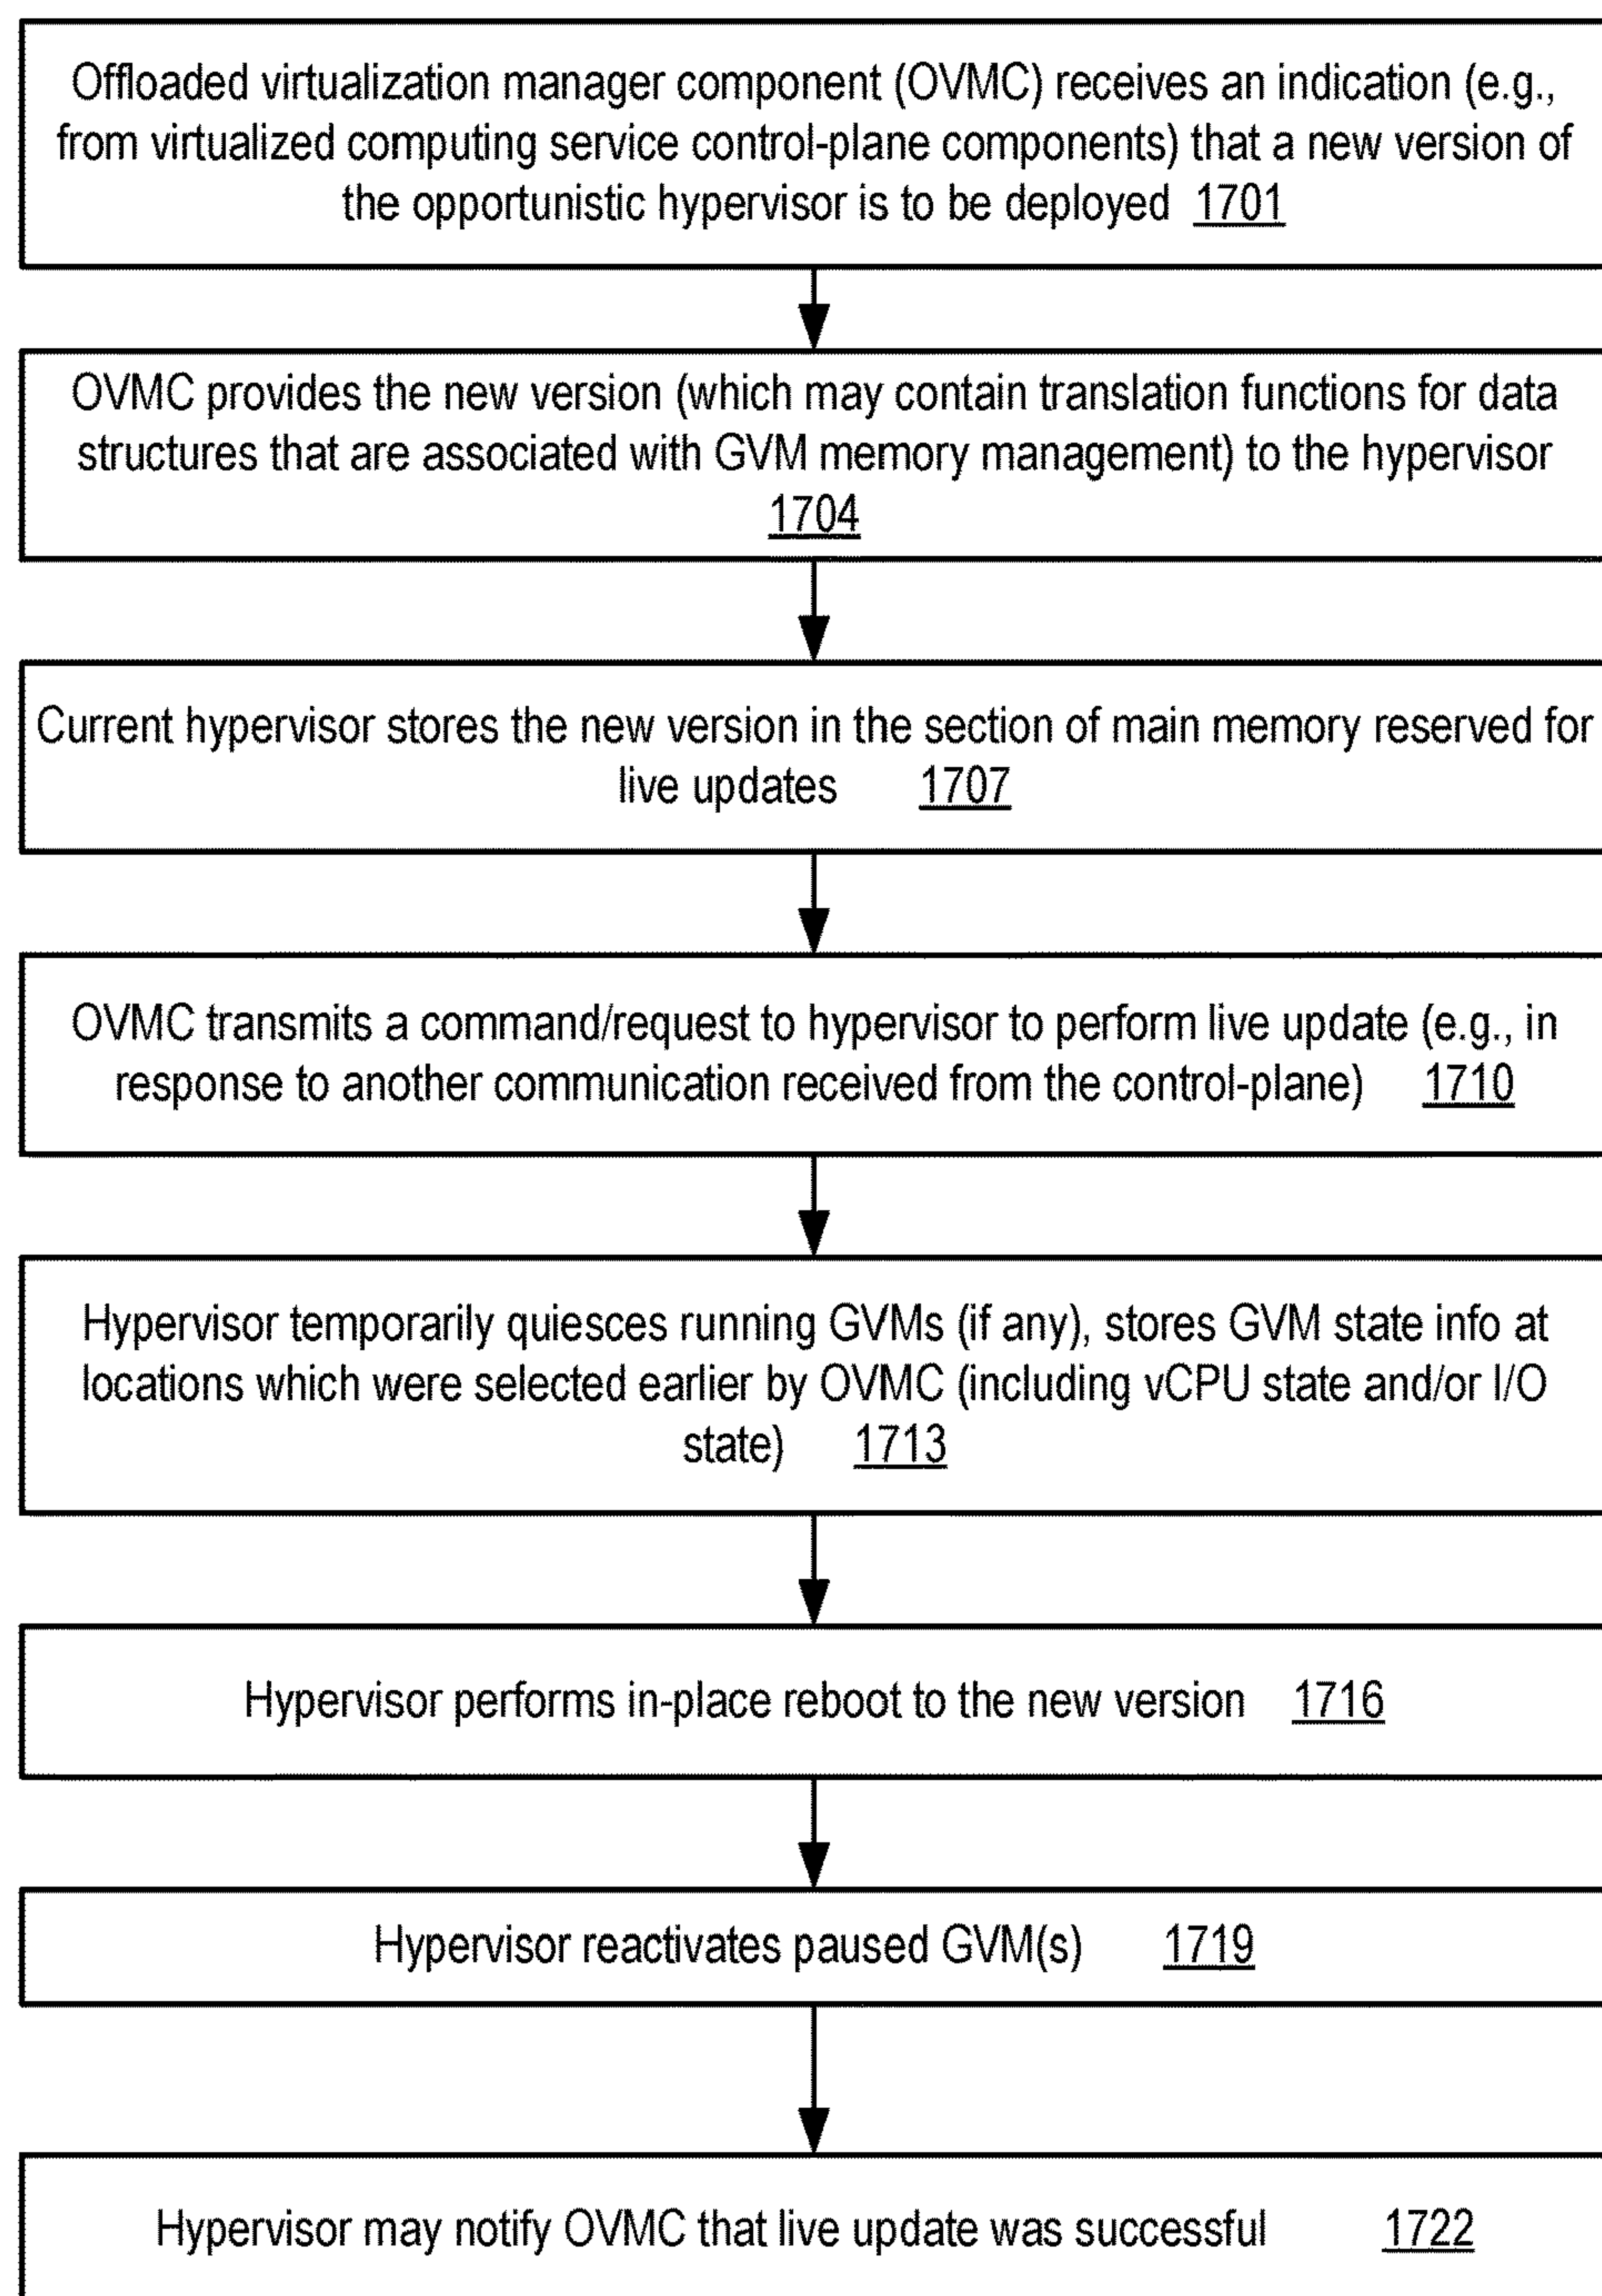 Offloaded virtualization manager component (OVMC) receives an indication (e.g.,
from virtualized computing service control-plane components) that a new version of
the opportunistic hypervisor is to be deployed 1701
OVMC provides the new version (which may contain translation functions for data
structures that are associated with GVM memory management) to the hypervisor
1704
Current hypervisor stores the new version in the section of main memory reserved for
live updates 1707
OVMC transmits a command/request to hypervisor to perform live update (e.g., in
response to another communication received from the control-plane) 1710
Hypervisor temporarily quiesces running GVMs (if any), stores GVM state info at
locations which were selected earlier by OVMC (including vCPU state and/or I/O
state) 1713
Hypervisor performs in-place reboot to the new version 1716
Hypervisor reactivates paused GVM(s) 1719
Hypervisor may notify OVMC that live update was successful 1722